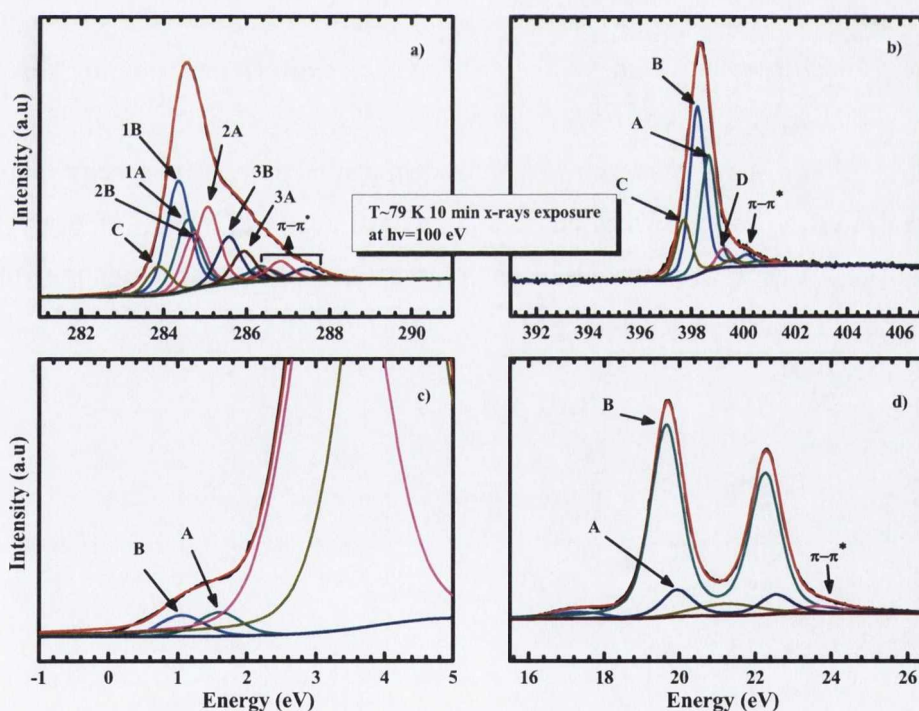 a)
1B
2A
1A
2B
3B
3A
C
π–π*
Intensity (a.u)
282 284 286 288 290
b)
B
A
C
D
π–π*
392 394 396 398 400 402 404 406
T~79 K 10 min x-rays exposure
at hν=100 eV
c)
B
A
Intensity (a.u)
-1 0 1 2 3 4 5
Energy (eV)
d)
B
A
π–π*
16 18 20 22 24 26
Energy (eV)